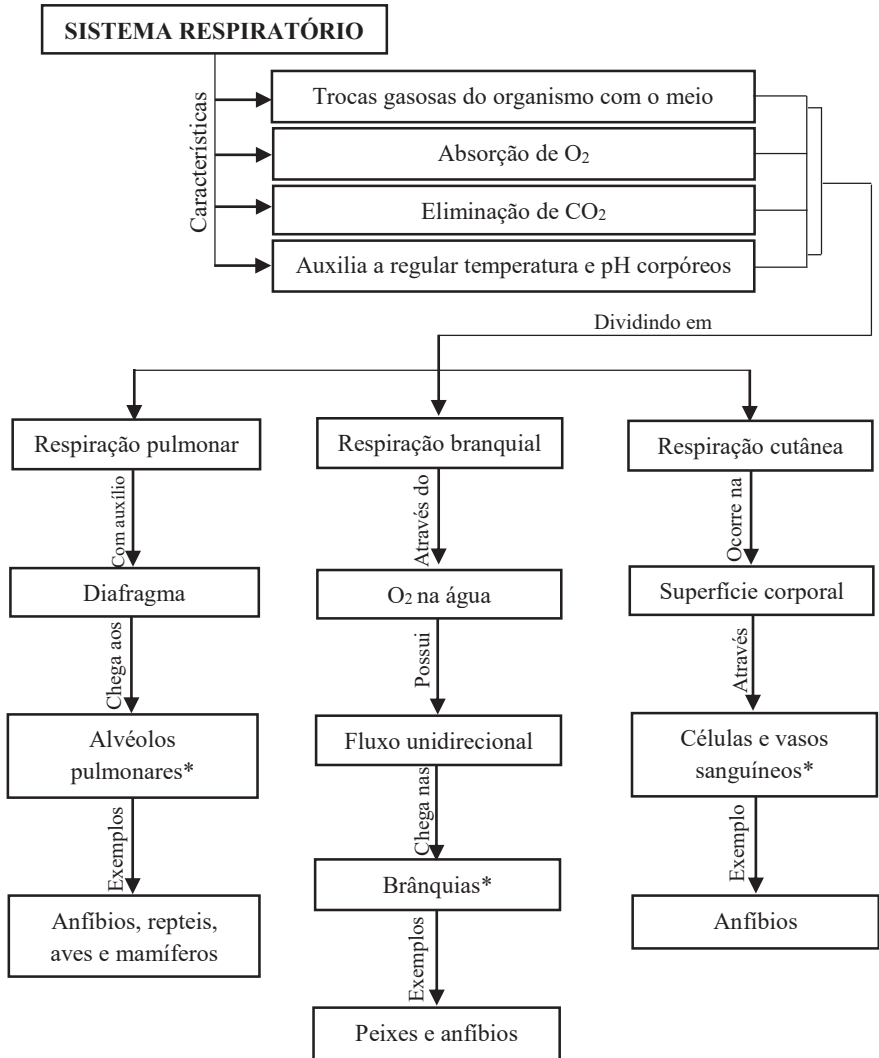 SISTEMA RESPIRATÓRIO
Características
Trocas gasosas do organismo com o meio
Absorção de O2
Eliminação de CO2
Auxilia a regular temperatura e pH corpóreos
Dividindo em
Respiração pulmonar
Com auxílio
Diafragma
Chega aos
Alvéolos
pulmonares*
Exemplos
Anfíbios, repteis,
aves e mamíferos
Respiração branquial
Através do
O2 na água
Possui
Fluxo unidirecional
Chega nas
Brânquias*
Exemplos
Peixes e anfíbios
Respiração cutânea
Ocorre na
Superfície corporal
Através
Células e vasos
sanguíneos*
Exemplo
Anfíbios